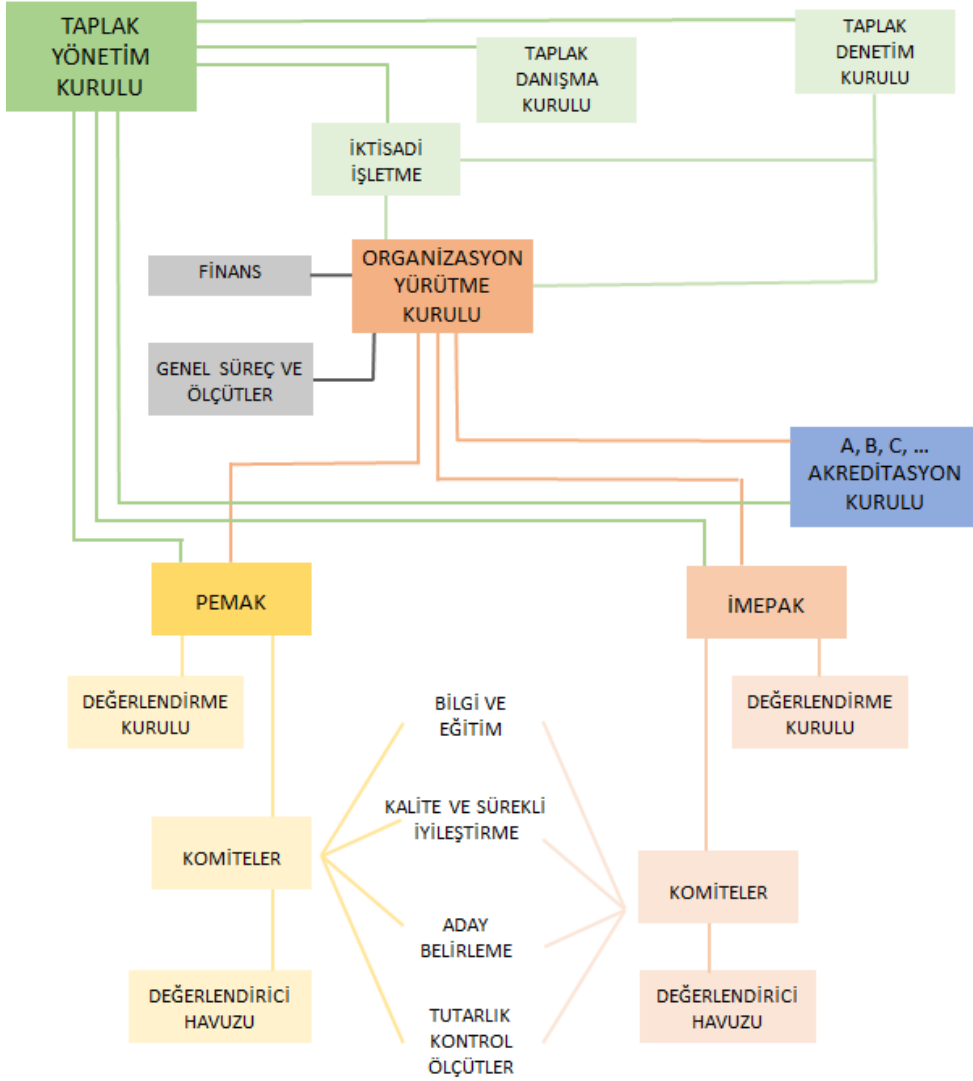 TAPLAK
YÖNETİM
KURULU
TAPLAK
DANIŞMA
KURULU
TAPLAK
DENETİM
KURULU
İKTİSADİ
İŞLETME
ORGANİZASYON
YÜRÜTME
KURULU
FİNANS
GENEL SÜREÇ VE
ÖLÇÜTLER
A, B, C, ...
AKREDİTASYON
KURULU
PEMAK
İMEPAK
DEĞERLENDİRME
KURULU
BİLGİ VE
EĞİTİM
DEĞERLENDİRME
KURULU
KALİTE VE SÜREKLİ
İYİLEŞTİRME
KOMİTELER
KOMİTELER
ADAY
BELİRLEME
DEĞERLENDİRİCİ
HAVUZU
TUTARLIK
KONTROL
ÖLÇÜTLER
DEĞERLENDİRİCİ
HAVUZU